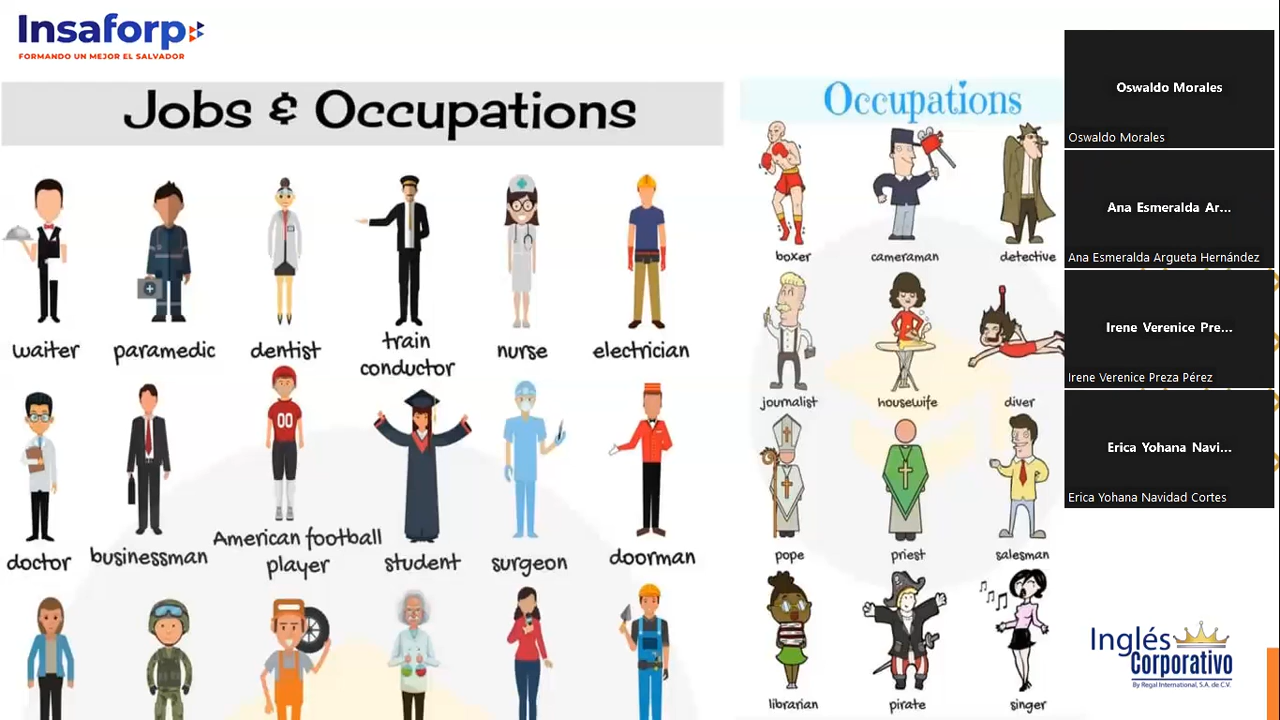 Insaforp
FORMANDO UN MEJOR EL SALVADOR
Jobs & Occupations
waiter
paramedic
dentist
train
conductor
nurse
electrician
doctor
businessman
00
American football
player
student
surgeon
doorman
Occupations
boxer
cameraman
detective
journalist
housewife
diver
pope
priest
salesman
librarian
pirate
singer
Oswaldo Morales
Oswaldo Morales
Ana Esmeralda Ar...
Ana Esmeralda Argueta Hernández
Irene Verenice Pre...
Irene Verenice Preza Pérez
Erica Yohana Navi...
Erica Yohana Navidad Cortes
Inglés
Corporativo
By Regal International, S.A. de C.V.